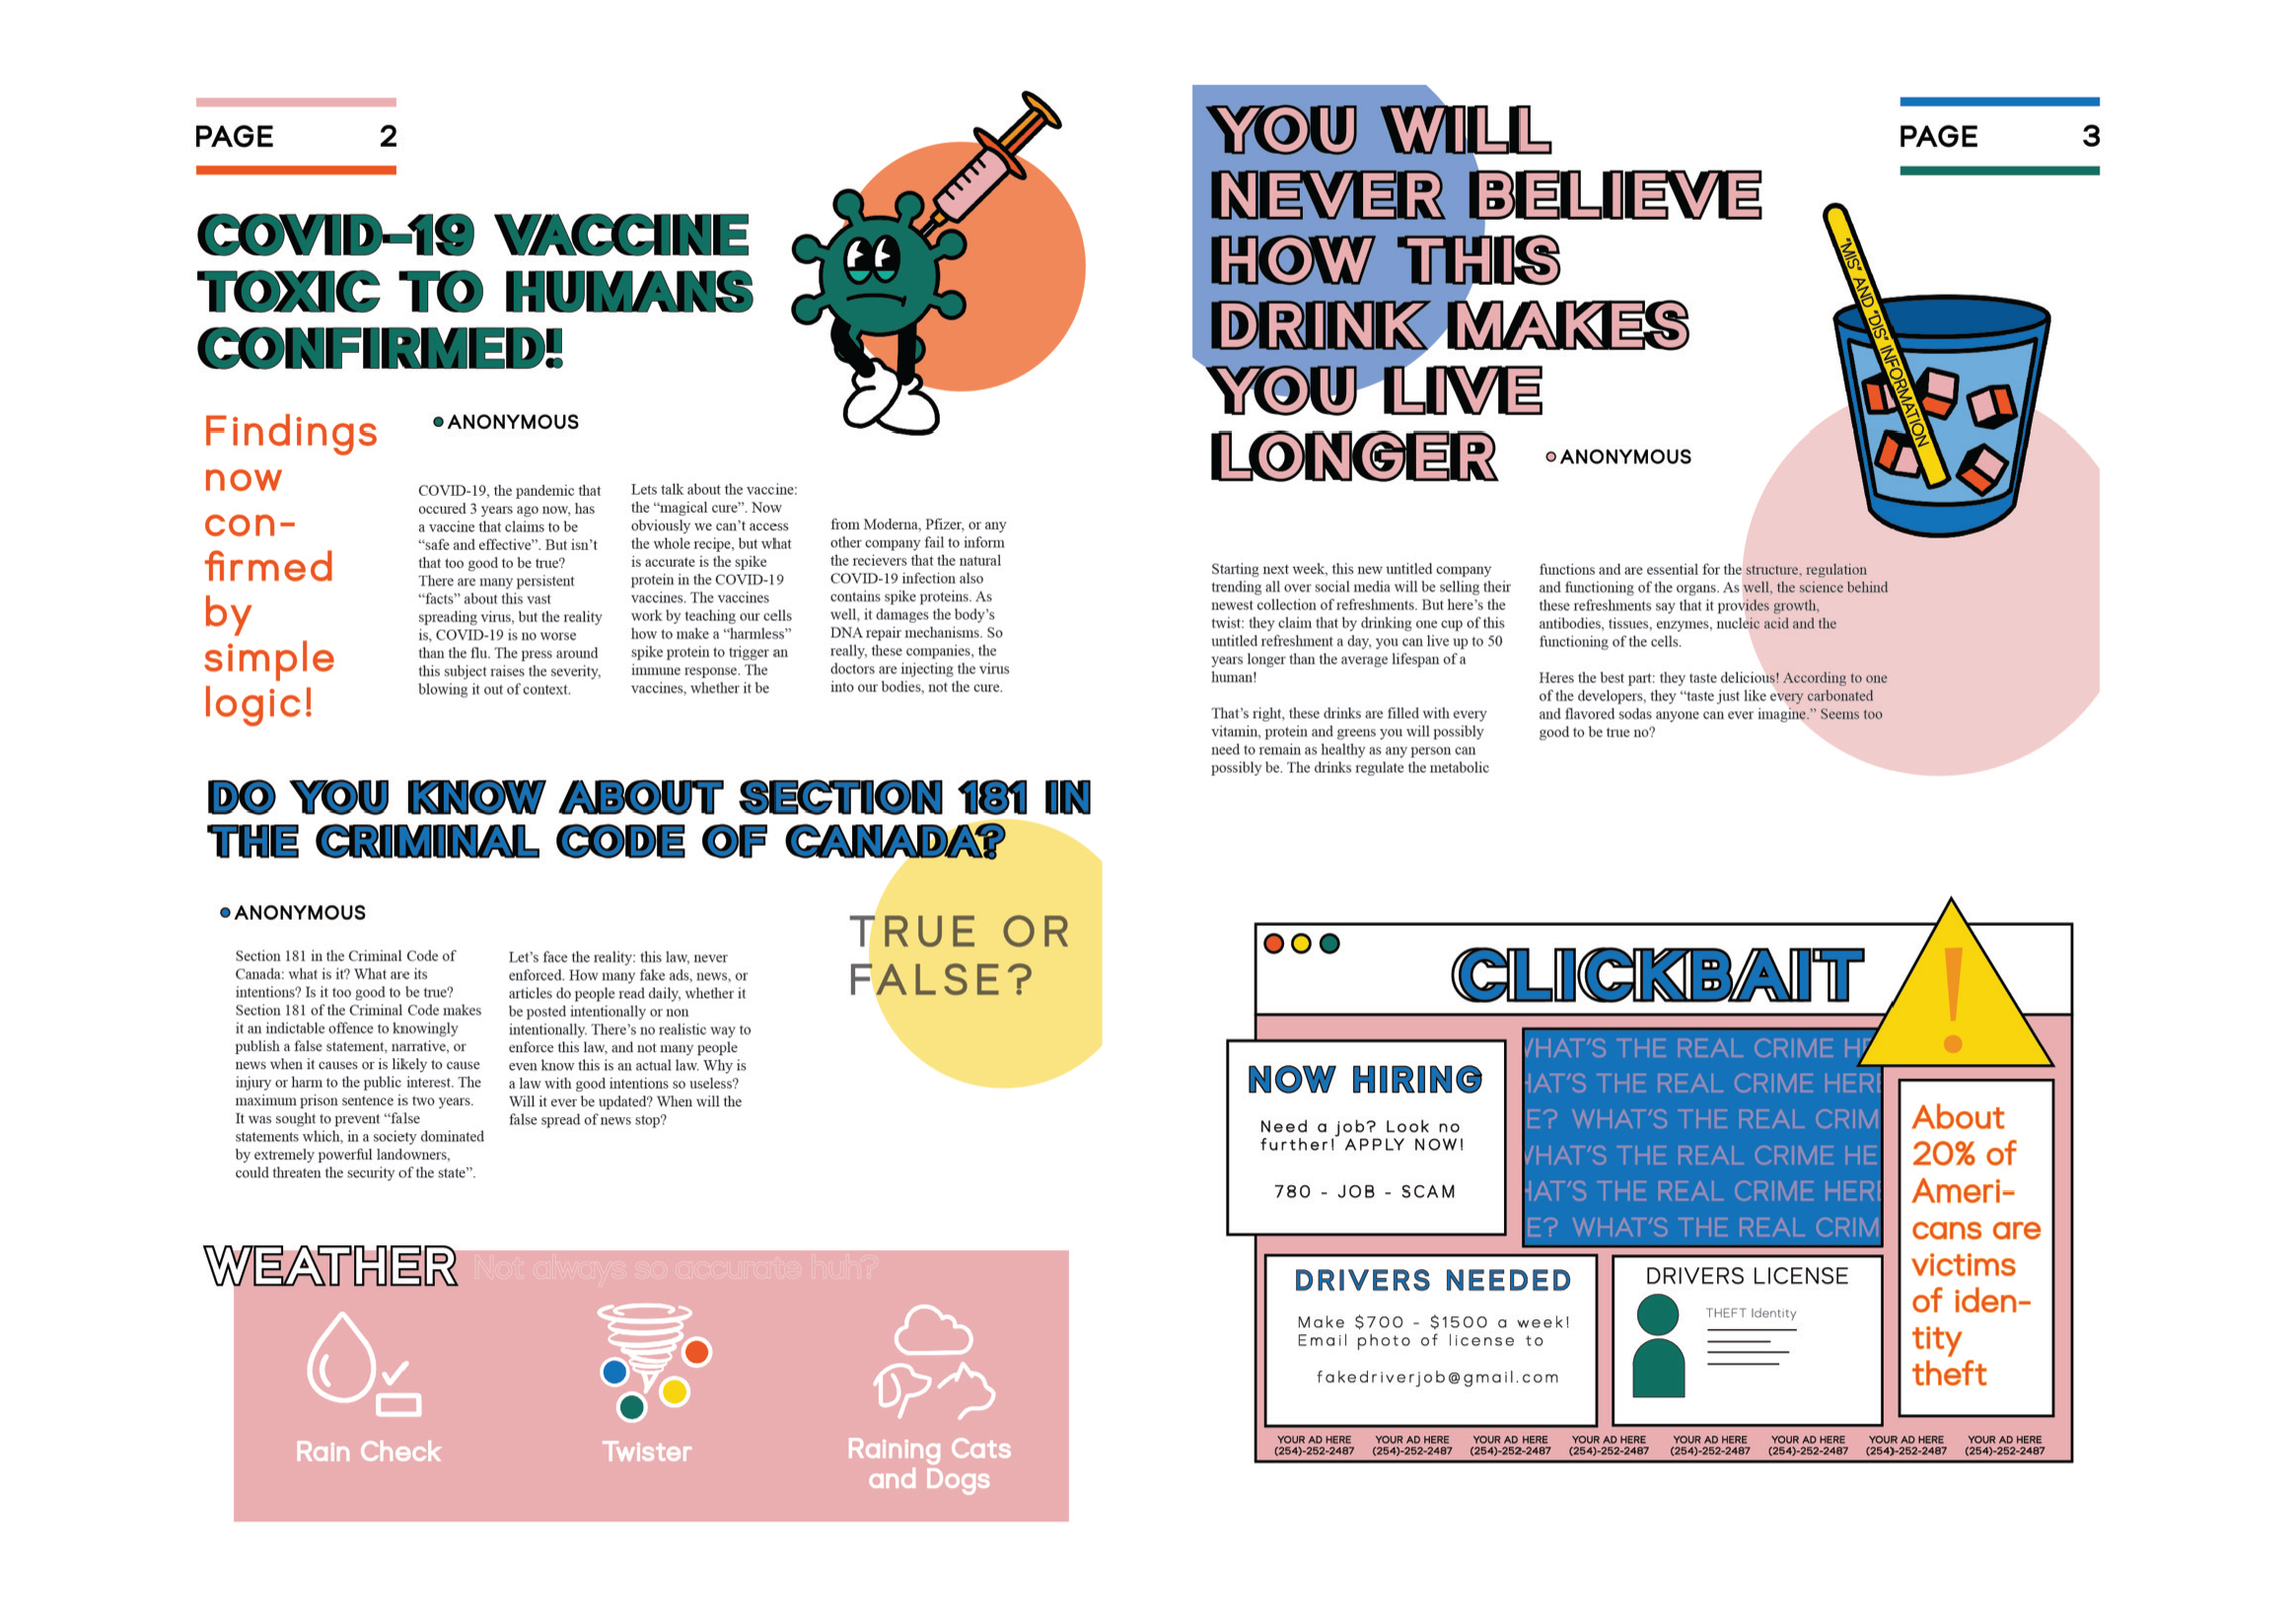 PAGE 2
COVID-19 VACCINE
TOXIC TO HUMANS
CONFIRMED!
Findings
now
con-
firmed
by
simple
logic!
ANONYMOUS
COVID-19, the pandemic that
occured 3 years ago now, has
a vaccine that claims to be
“safe and effective”. But isn’t
that too good to be true?
There are many persistent
“facts” about this vast
spreading virus, but the reality
is, COVID-19 is no worse
than the flu. The press around
this subject raises the severity,
blowing it out of context.
Lets talk about the vaccine:
the “magical cure”. Now
obviously we can’t access
the whole recipe, but what
is accurate is the spike
protein in the COVID-19
vaccines. The vaccines
work by teaching our cells
how to make a “harmless”
spike protein to trigger an
immune response. The
vaccines, whether it be
from Moderna, Pfizer, or any
other company fail to inform
the recievers that the natural
COVID-19 infection also
contains spike proteins. As
well, it damages the body’s
DNA repair mechanisms. So
really, these companies, the
doctors are injecting the virus
into our bodies, not the cure.
DO YOU KNOW ABOUT SECTION 181 IN
THE CRIMINAL CODE OF CANADA?
ANONYMOUS
Section 181 in the Criminal Code of
Canada: what is it? What are its
intentions? Is it too good to be true?
Section 181 of the Criminal Code makes
it an indictable offence to knowingly
publish a false statement, narrative, or
news when it causes or is likely to cause
injury or harm to the public interest. The
maximum prison sentence is two years.
It was sought to prevent “false
statements which, in a society dominated
by extremely powerful landowners,
could threaten the security of the state”.
Let’s face the reality: this law, never
enforced. How many fake ads, news, or
articles do people read daily, whether it
be posted intentionally or non
intentionally. There’s no realistic way to
enforce this law, and not many people
even know this is an actual law. Why is
a law with good intentions so useless?
Will it ever be updated? When will the
false spread of news stop?
TRUE OR
FALSE?
WEATHER Not always so accurate huh?
Rain Check
Twister
Raining Cats
and Dogs
YOU WILL
NEVER BELIEVE
HOW THIS
DRINK MAKES
YOU LIVE
LONGER
ANONYMOUS
PAGE 3
"MIS" AND "DIS" INFORMATION
Starting next week, this new untitled company
trending all over social media will be selling their
newest collection of refreshments. But here’s the
twist: they claim that by drinking one cup of this
untitled refreshment a day, you can live up to 50
years longer than the average lifespan of a
human!
That’s right, these drinks are filled with every
vitamin, protein and greens you will possibly
need to remain as healthy as any person can
possibly be. The drinks regulate the metabolic
functions and are essential for the structure, regulation
and functioning of the organs. As well, the science behind
these refreshments say that it provides growth,
antibodies, tissues, enzymes, nucleic acid and the
functioning of the cells.
Heres the best part: they taste delicious! According to one
of the developers, they “taste just like every carbonated
and flavored sodas anyone can ever imagine.” Seems too
good to be true no?
CLICKBAIT
!
NOW HIRING
Need a job? Look no
further! APPLY NOW!
780 - JOB - SCAM
WHAT'S THE REAL CRIME HE
HAT'S THE REAL CRIME HERE
E? WHAT'S THE REAL CRIM
WHAT'S THE REAL CRIME HE
HAT'S THE REAL CRIME HERE
E? WHAT'S THE REAL CRIM
About
20% of
Ameri-
cans are
victims
of iden-
tity
theft
DRIVERS NEEDED
Make $700 - $1500 a week!
Email photo of license to
fakedriverjob@gmail.com
DRIVERS LICENSE
THEFT Identity
YOUR AD HERE YOUR AD HERE YOUR AD HERE YOUR AD HERE YOUR AD HERE YOUR AD HERE YOUR AD HERE YOUR AD HERE
(254)-252-2487 (254)-252-2487 (254)-252-2487 (254)-252-2487 (254)-252-2487 (254)-252-2487 (254)-252-2487 (254)-252-2487